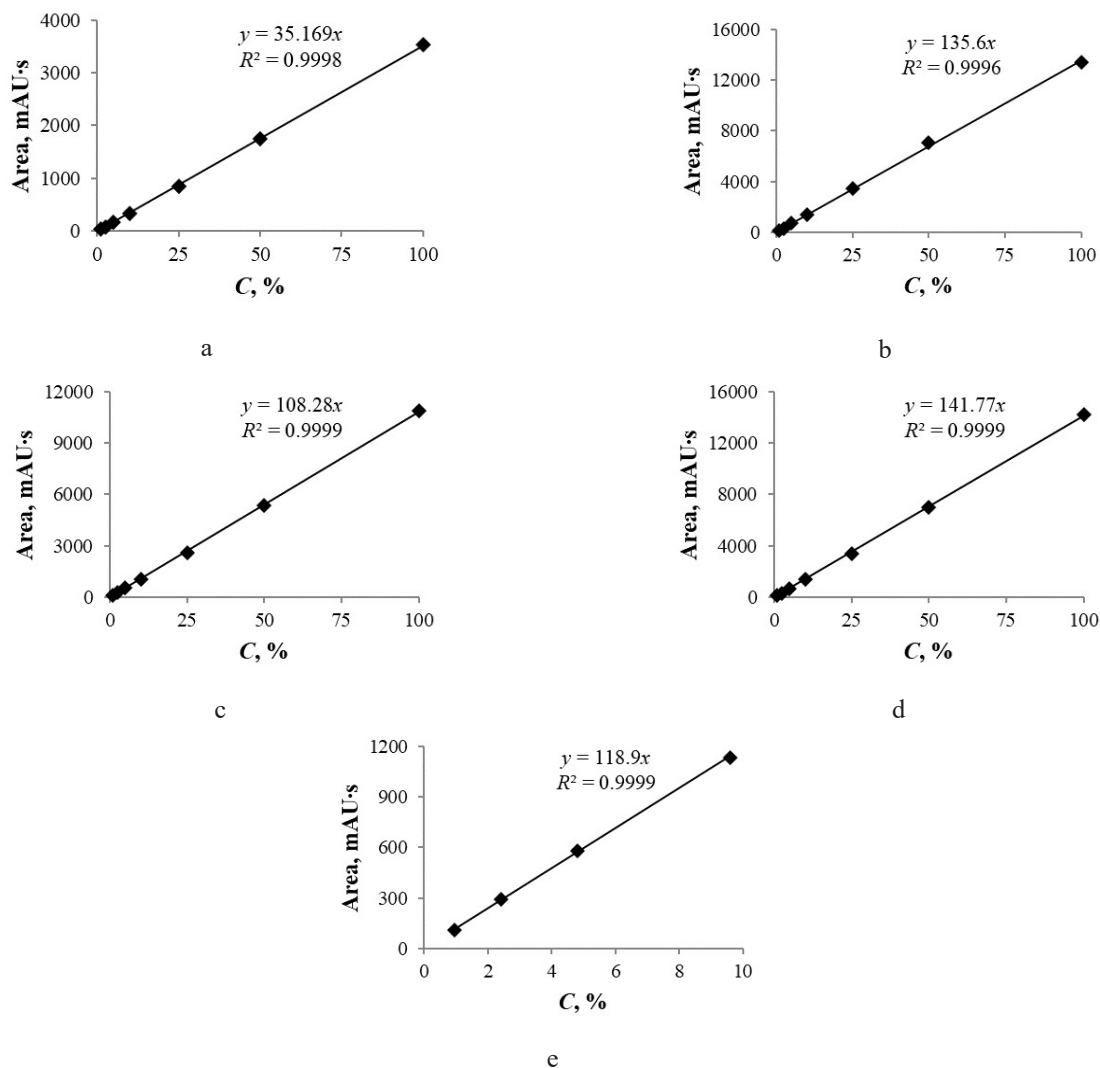 4000
3000
2000
1000
0
0 25 50 75 100
Area, mAU·s
C, %
y = 35.169x
R² = 0.9998
a
16000
12000
8000
4000
0
0 25 50 75 100
Area, mAU·s
C, %
y = 135.6x
R² = 0.9996
b
12000
9000
6000
3000
0
0 25 50 75 100
Area, mAU·s
C, %
y = 108.28x
R² = 0.9999
c
16000
12000
8000
4000
0
0 25 50 75 100
Area, mAU·s
C, %
y = 141.77x
R² = 0.9999
d
1200
900
600
300
0
0 2 4 6 8 10
Area, mAU·s
C, %
y = 118.9x
R² = 0.9999
e